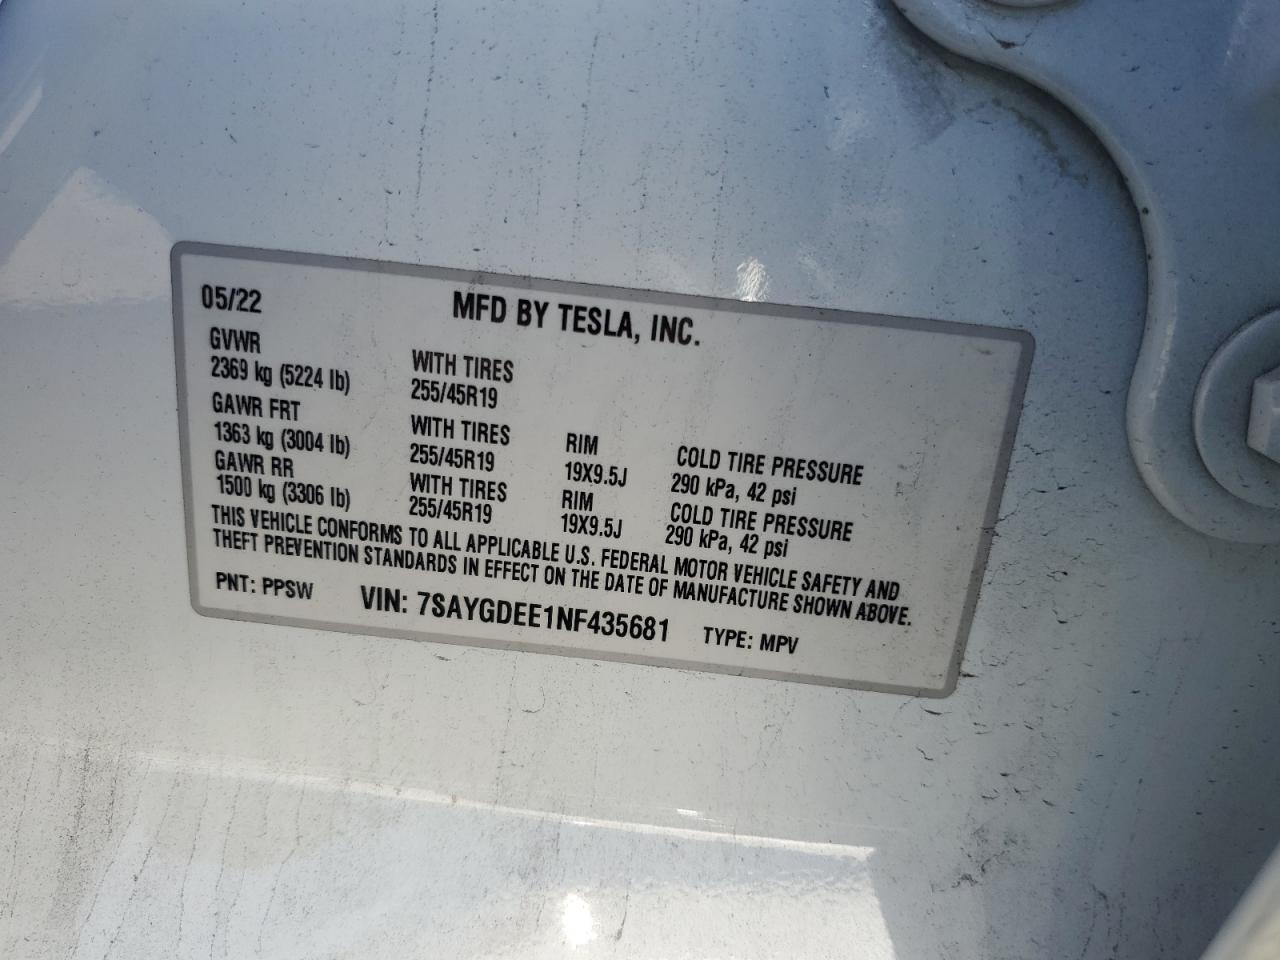 05/22 MFD BY TESLA, INC.
GVWR
2369 kg (5224 lb) WITH TIRES
255/45R19
GAWR FRT
1363 kg (3004 lb) WITH TIRES RIM COLD TIRE PRESSURE
255/45R19 19X9.5J 290 kPa, 42 psi
GAWR RR
1500 kg (3306 lb) WITH TIRES RIM COLD TIRE PRESSURE
255/45R19 19X9.5J 290 kPa, 42 psi
THIS VEHICLE CONFORMS TO ALL APPLICABLE U.S. FEDERAL MOTOR VEHICLE SAFETY AND
THEFT PREVENTION STANDARDS IN EFFECT ON THE DATE OF MANUFACTURE SHOWN ABOVE.
PNT: PPSW VIN: 7SAYGDEE1NF435681 TYPE: MPV